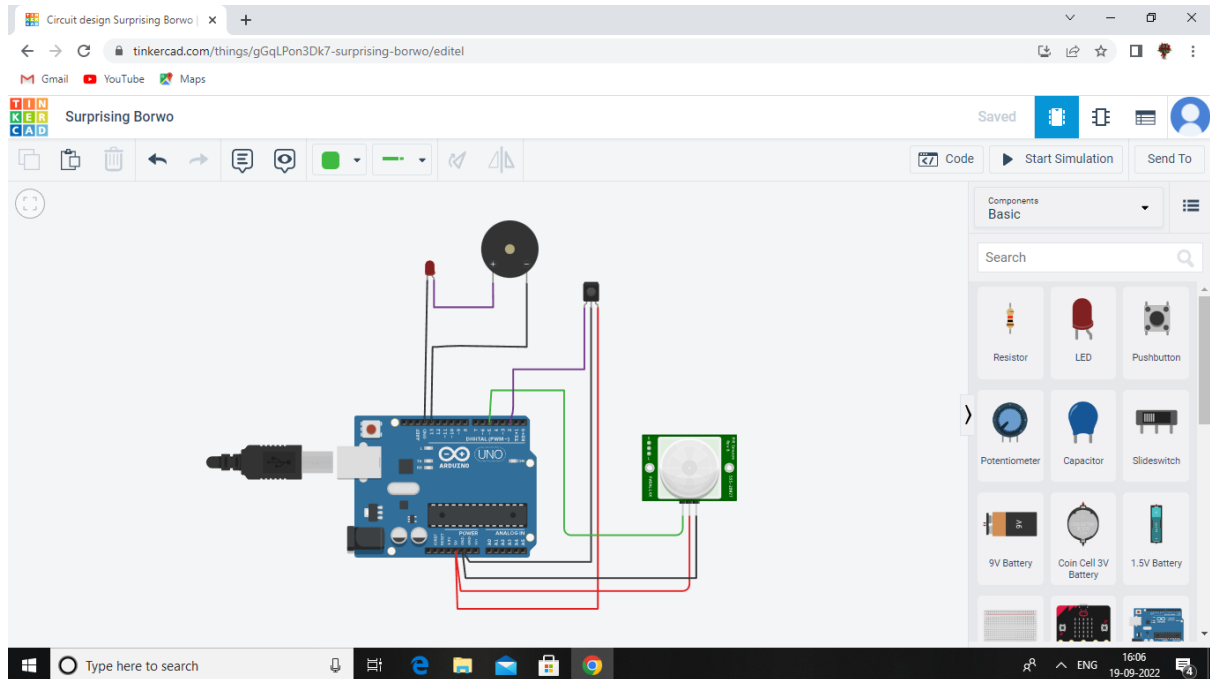 Circuit design Surprising Borwo |
tinkercad.com/things/gGqLPon3Dk7-surprising-borwo/editel
Gmail YouTube Maps
TIN
KER
CAD
Surprising Borwo
Saved
Code
Start Simulation
Send To
Components
Basic
Search
Resistor LED Pushbutton
Potentiometer Capacitor Slideswitch
9V
9V Battery
Coin Cell 3V
Battery
1.5V Battery
+ −
DIGITAL (PWM~)
UNO
ARDUINO
POWER ANALOG IN
Type here to search
ENG
16:06
19-09-2022
4